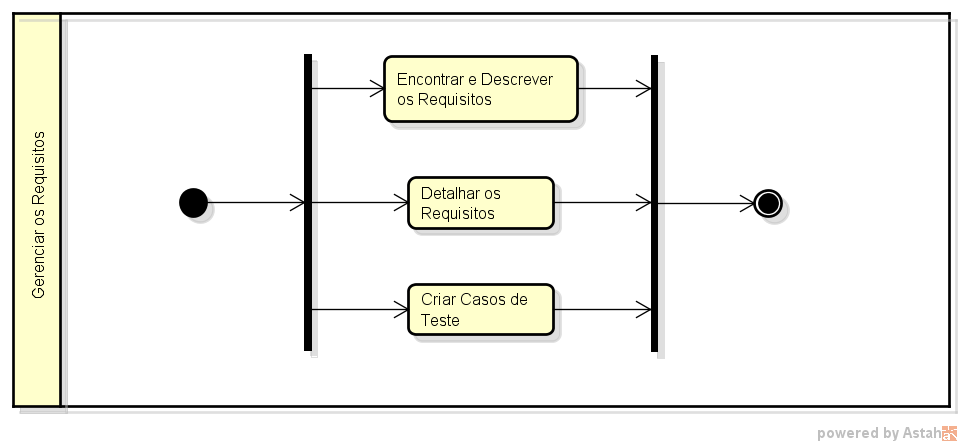 Gerenciar os Requisitos
Encontrar e Descrever
os Requisitos
Detalhar os
Requisitos
Criar Casos de
Teste
powered by Astah